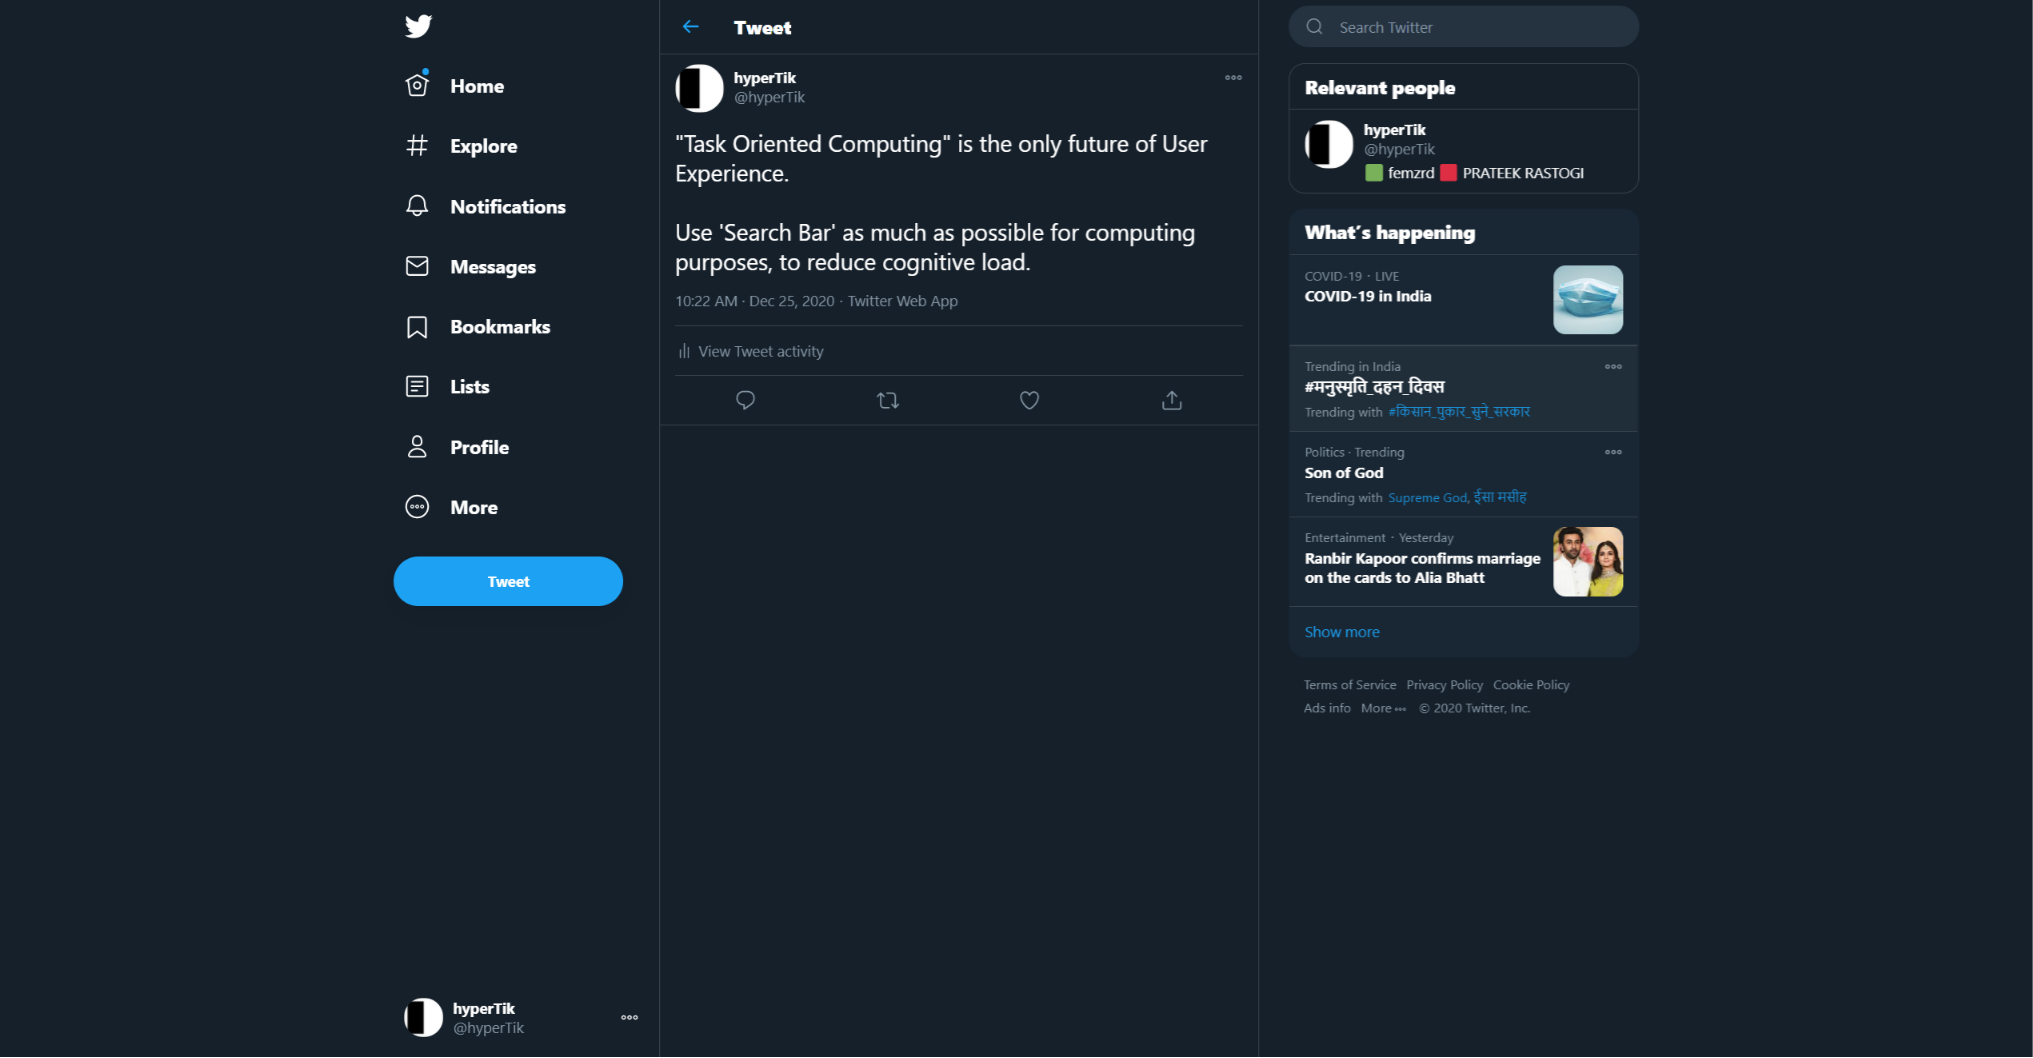 Home
Explore
Notifications
Messages
Bookmarks
Lists
Profile
More
Tweet
hyperTik
@hyperTik
Tweet
hyperTik
@hyperTik
"Task Oriented Computing" is the only future of User
Experience.
Use 'Search Bar' as much as possible for computing
purposes, to reduce cognitive load.
10:22 AM · Dec 25, 2020 · Twitter Web App
View Tweet activity
Search Twitter
Relevant people
hyperTik
@hyperTik
femzrd PRATEEK RASTOGI
What's happening
COVID-19 · LIVE
COVID-19 in India
Trending in India
#मनुस्मृति_दहन_दिवस
Trending with #किसान_पुकार_सुने_सरकार
Politics · Trending
Son of God
Trending with Supreme God, ईसा मसीह
Entertainment · Yesterday
Ranbir Kapoor confirms marriage
on the cards to Alia Bhatt
Show more
Terms of Service Privacy Policy Cookie Policy
Ads info More © 2020 Twitter, Inc.